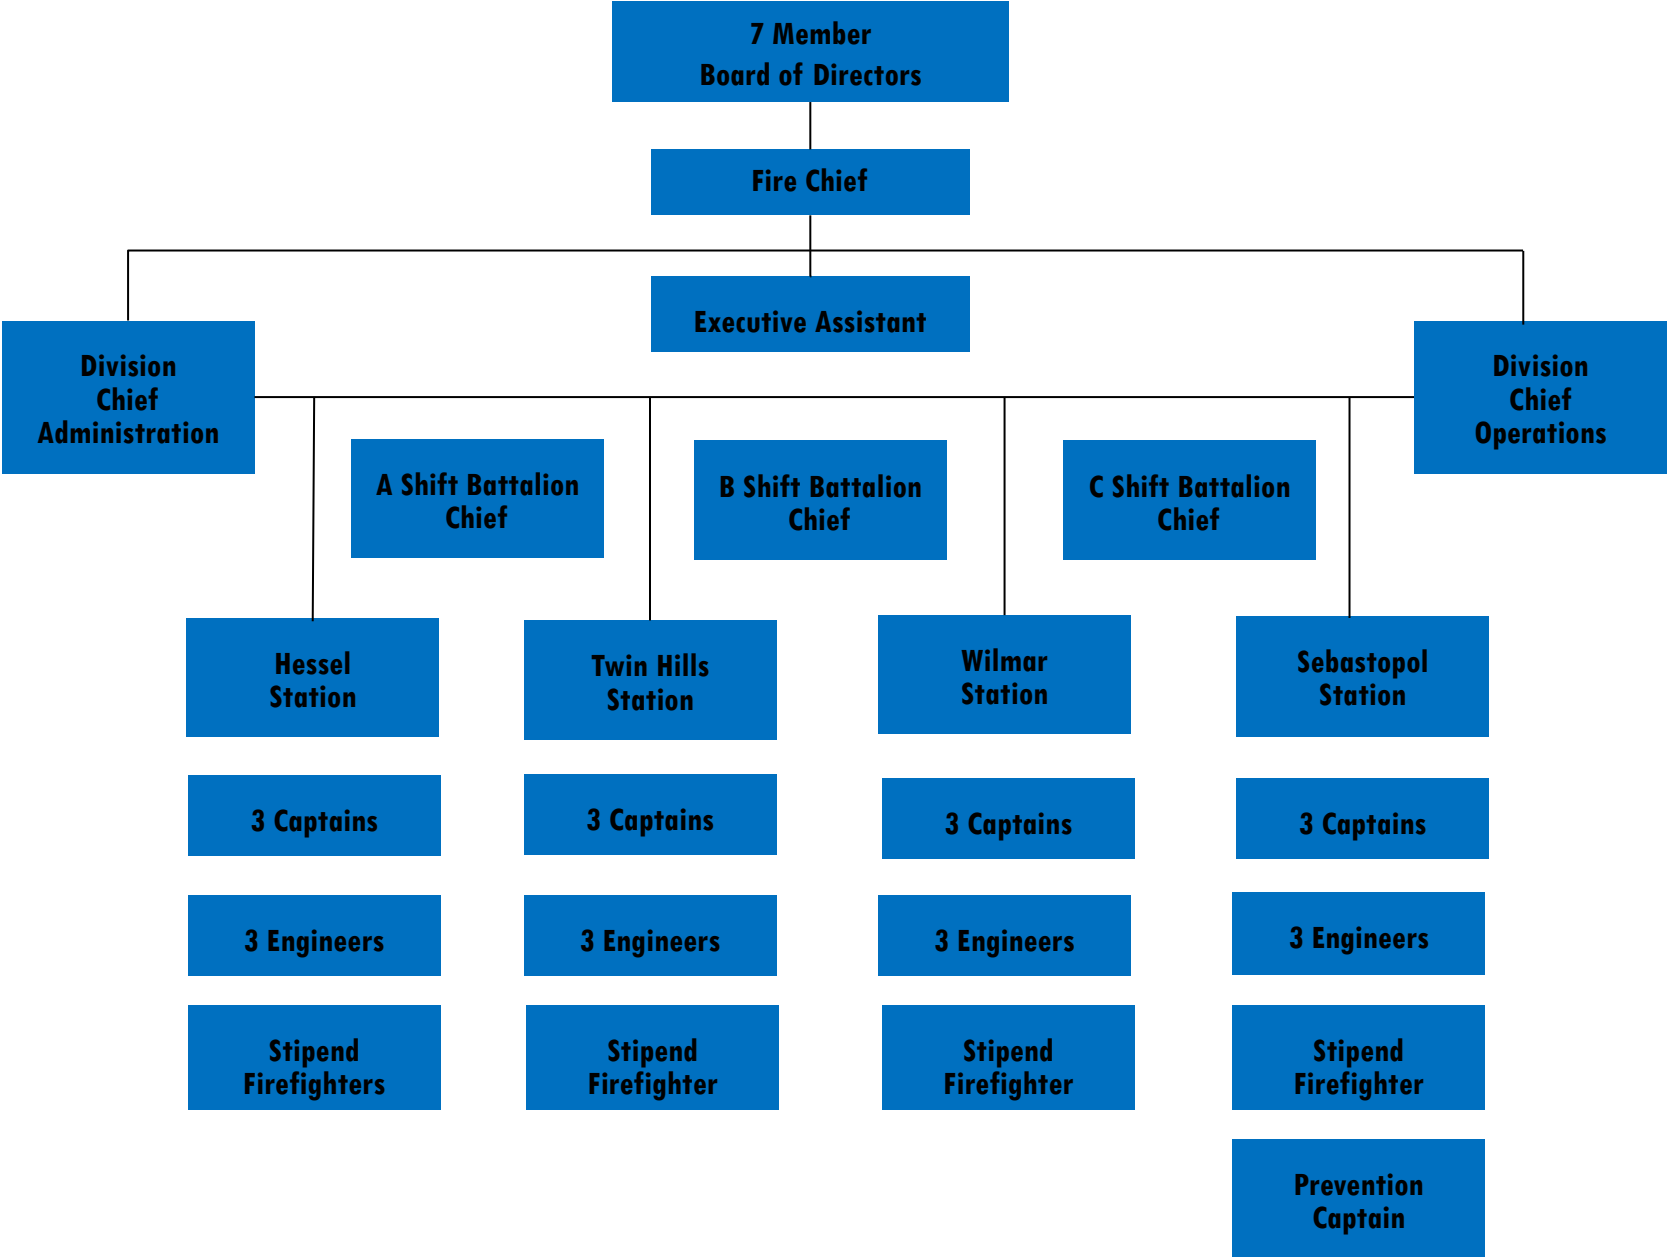 7 Member
Board of Directors
Fire Chief
Executive Assistant
Division
Chief
Administration
Division
Chief
Operations
A Shift Battalion
Chief
B Shift Battalion
Chief
C Shift Battalion
Chief
Hessel
Station
Twin Hills
Station
Wilmar
Station
Sebastopol
Station
3 Captains
3 Captains
3 Captains
3 Captains
3 Engineers
3 Engineers
3 Engineers
3 Engineers
Stipend
Firefighters
Stipend
Firefighter
Stipend
Firefighter
Stipend
Firefighter
Prevention
Captain